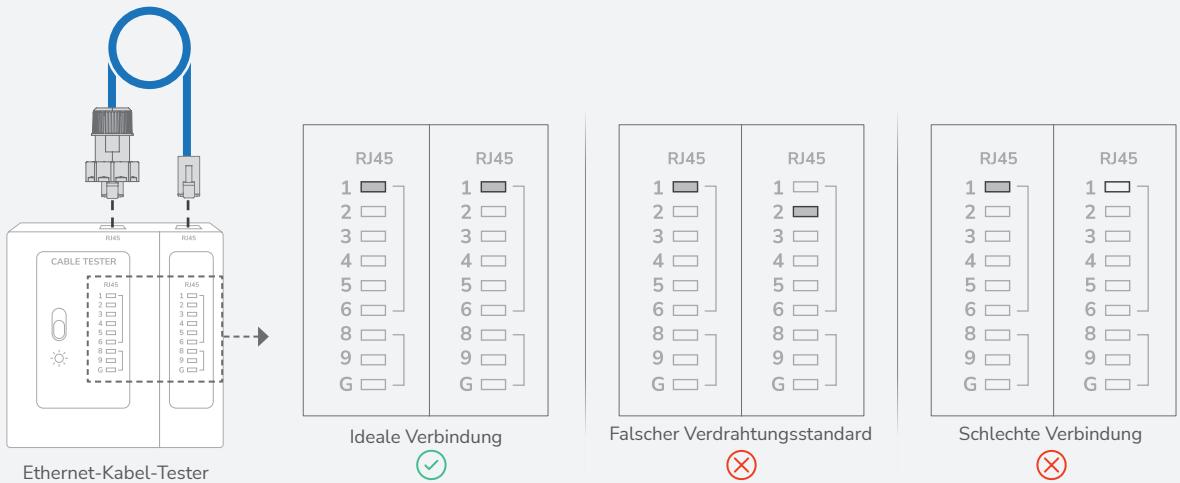 RJ45 RJ45
CABLE TESTER
RJ45 RJ45
1 1
2 2
3 3
4 4
5 5
6 6
8 8
9 9
G G
Ethernet-Kabel-Tester
RJ45 RJ45
1 1
2 2
3 3
4 4
5 5
6 6
8 8
9 9
G G
Ideale Verbindung
RJ45 RJ45
1 1
2 2
3 3
4 4
5 5
6 6
8 8
9 9
G G
Falscher Verdrahtungsstandard
RJ45 RJ45
1 1
2 2
3 3
4 4
5 5
6 6
8 8
9 9
G G
Schlechte Verbindung